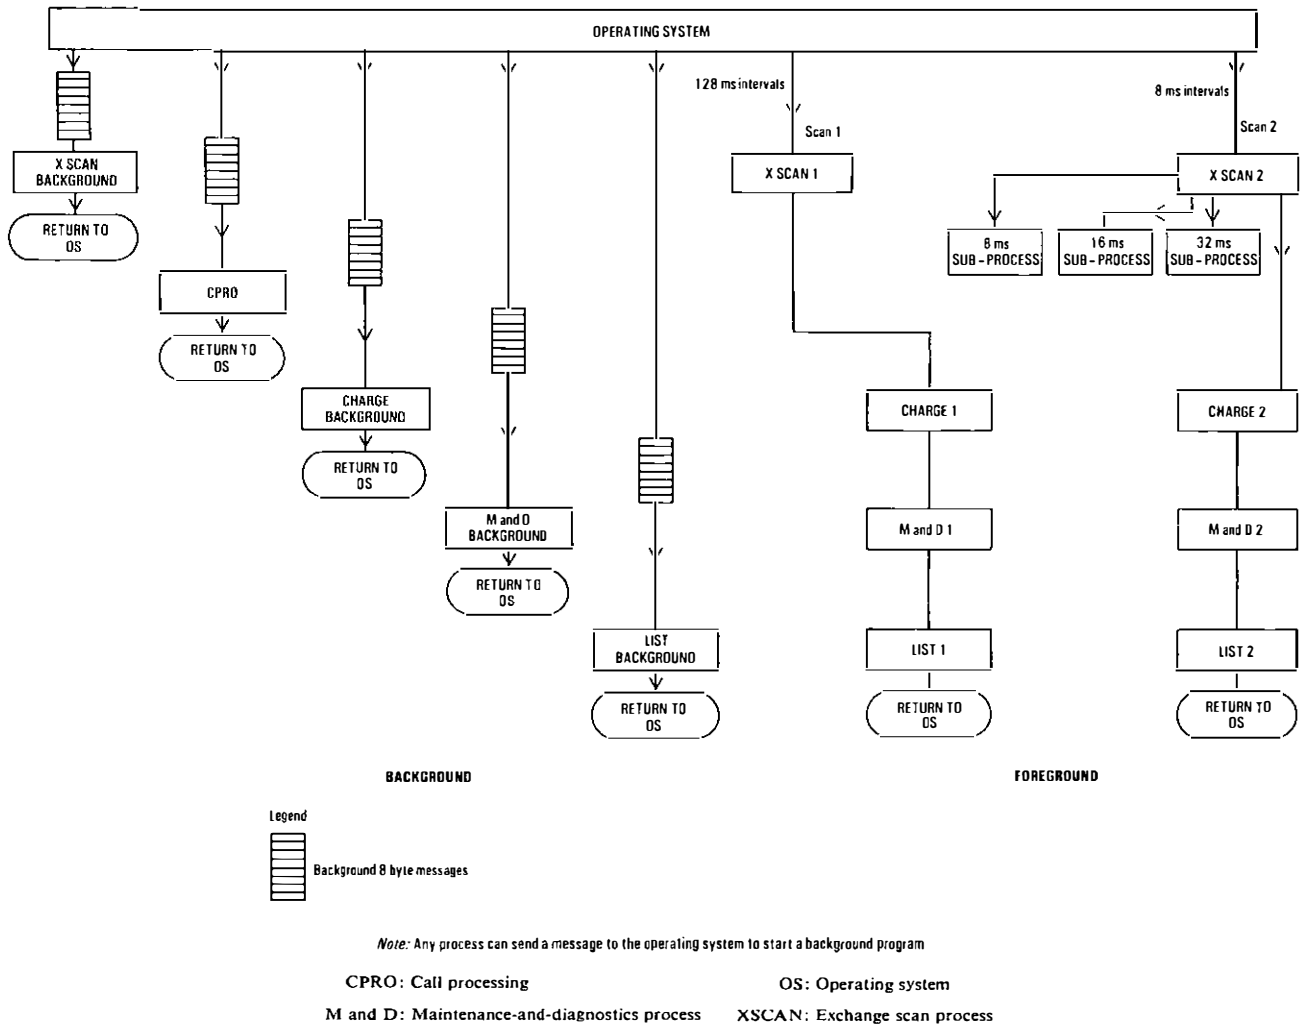 OPERATING SYSTEM
128 ms intervals
8 ms intervals
Scan 1
Scan 2
X SCAN
BACKGROUND
X SCAN 1
X SCAN 2
RETURN TO
OS
8 ms
SUB - PROCESS
16 ms
SUB - PROCESS
32 ms
SUB - PROCESS
CPRO
RETURN TO
OS
CHARGE
BACKGROUND
CHARGE 1
CHARGE 2
RETURN TO
OS
M and D
BACKGROUND
M and D 1
M and D 2
RETURN TO
OS
LIST
BACKGROUND
LIST 1
LIST 2
RETURN TO
OS
RETURN TO
OS
RETURN TO
OS
BACKGROUND
FOREGROUND
Legend
Background 8 byte messages
Note: Any process can send a message to the operating system to start a background program
CPRO: Call processing
OS: Operating system
M and D: Maintenance-and-diagnostics process
XSCAN: Exchange scan process